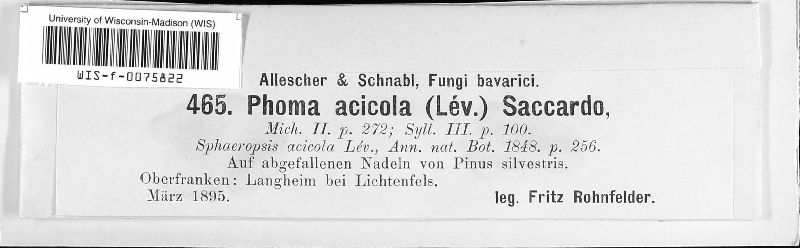 University of Wisconsin-Madison (WIS)
WIS-f-0075822
Allescher & Schnabl, Fungi bavarici.
465. Phoma acicola (Lév.) Saccardo,
Mich. II. p. 272; Syll. III. p. 100.
Sphaeropsis acicola Lév., Ann. nat. Bot. 1848. p. 256.
Auf abgefallenen Nadeln von Pinus silvestris.
Oberfranken: Langheim bei Lichtenfels.
März 1895. leg. Fritz Rohnfelder.